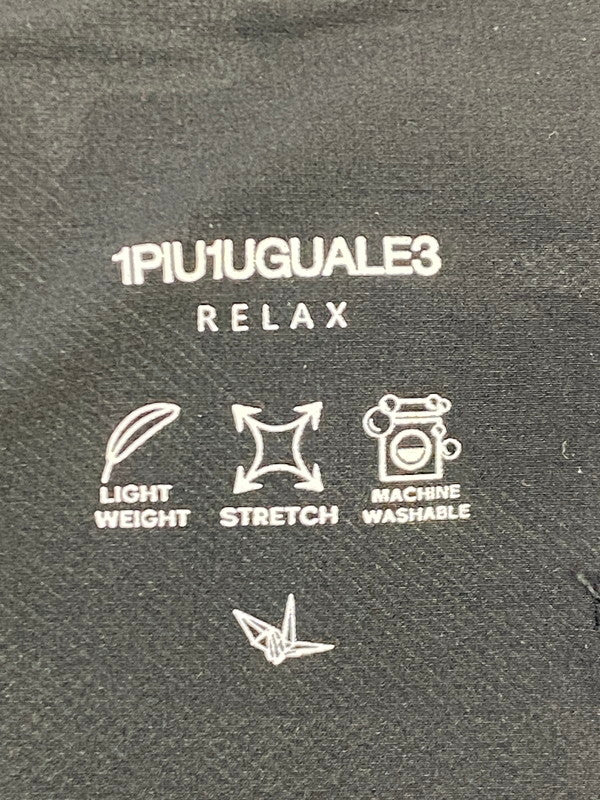 1PIU1UGUALE3
RELAX
LIGHT
WEIGHT
STRETCH
MACHINE
WASHABLE